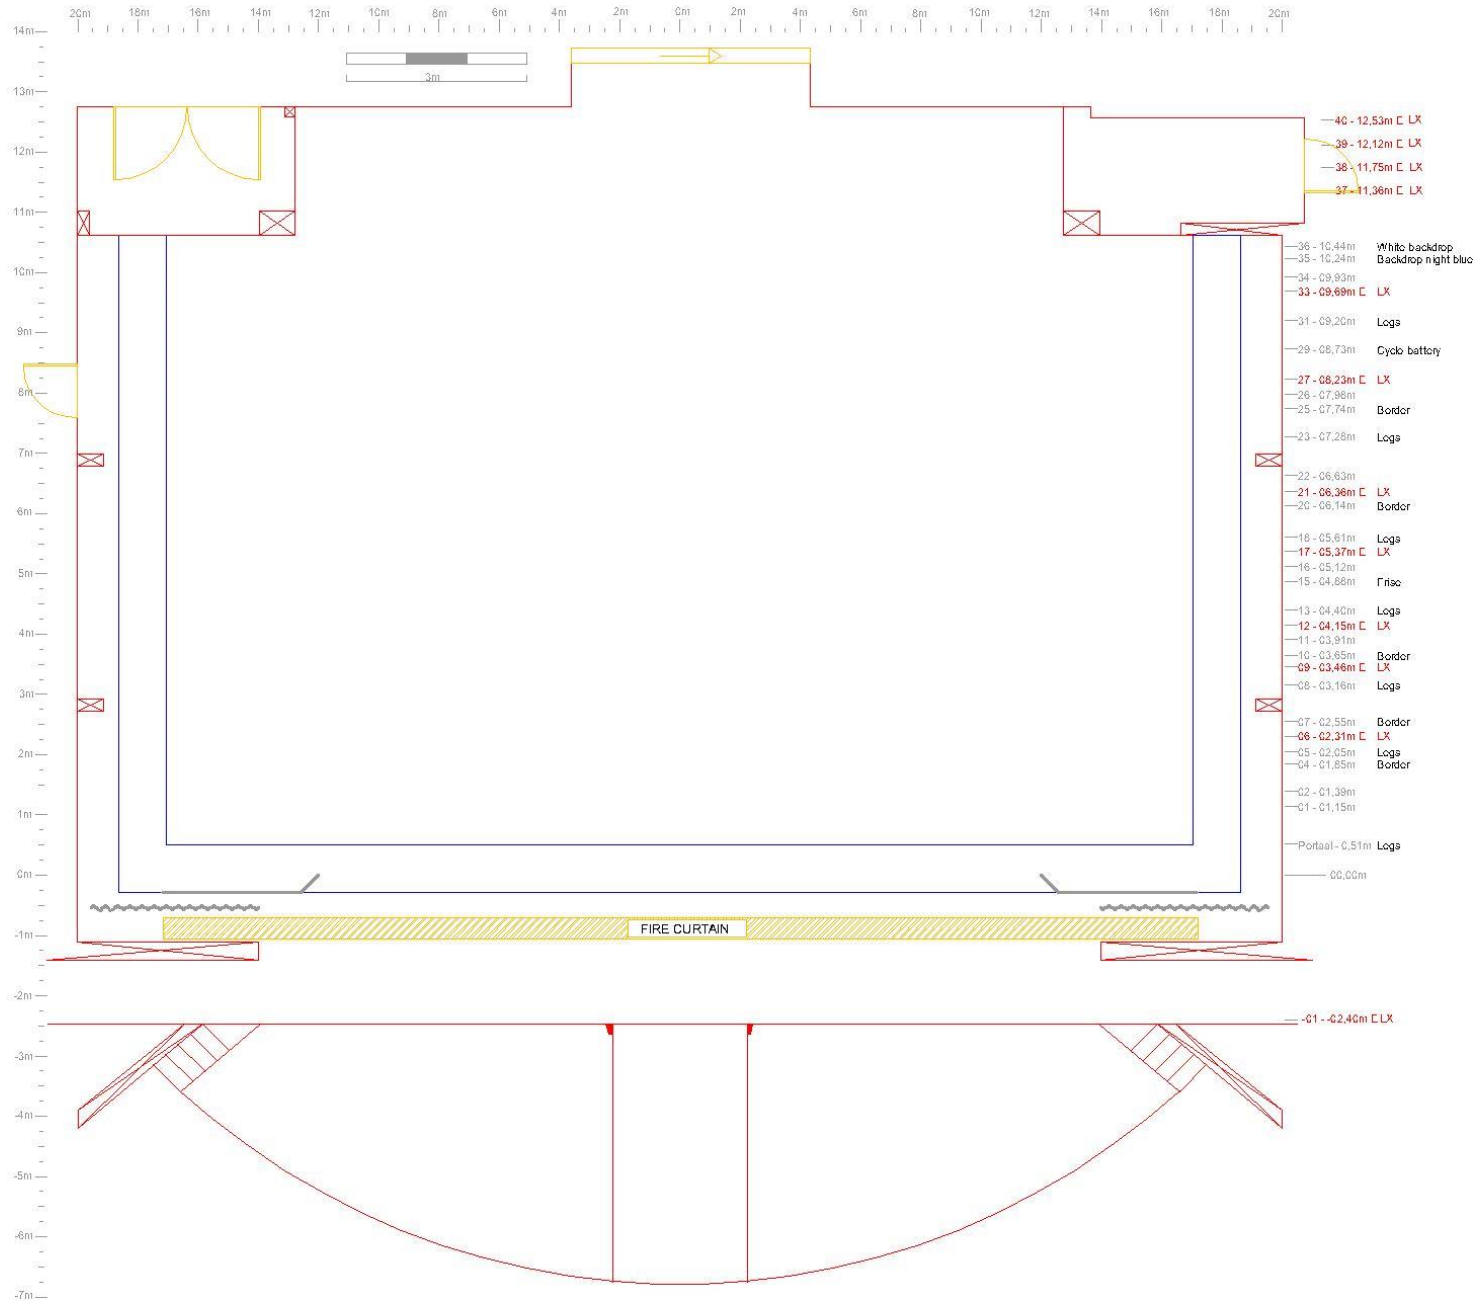 20m 18m 16m 14m 12m 10m 8m 6m 4m 2m 0m 2m 4m 6m 8m 10m 12m 14m 16m 18m 20m
14m
3m
13m
40 - 12,53m LX
12m
39 - 12,12m LX
38 - 11,75m LX
37 - 11,36m LX
11m
36 - 10,44m White backdrop
35 - 10,24m Backdrop night blue
10m
34 - 09,93m
33 - 09,69m LX
31 - 09,20m Legs
9m
29 - 08,73m Cyclo battery
27 - 08,23m LX
8m
26 - 07,98m
25 - 07,74m Border
23 - 07,28m Legs
7m
22 - 06,63m
21 - 06,36m LX
20 - 06,14m Border
6m
18 - 05,61m Legs
17 - 05,37m LX
16 - 05,12m
5m
15 - 04,86m Frise
13 - 04,40m Legs
12 - 04,15m LX
4m
11 - 03,91m
10 - 03,65m Border
09 - 03,46m LX
08 - 03,16m Legs
3m
07 - 02,55m Border
06 - 02,31m LX
05 - 02,05m Legs
2m
04 - 01,85m Border
02 - 01,39m
01 - 01,15m
1m
Portaal - 0,51m Legs
0m
00,00m
FIRE CURTAIN
-1m
-2m
-01 - -02,40m LX
-3m
-4m
-5m
-6m
-7m